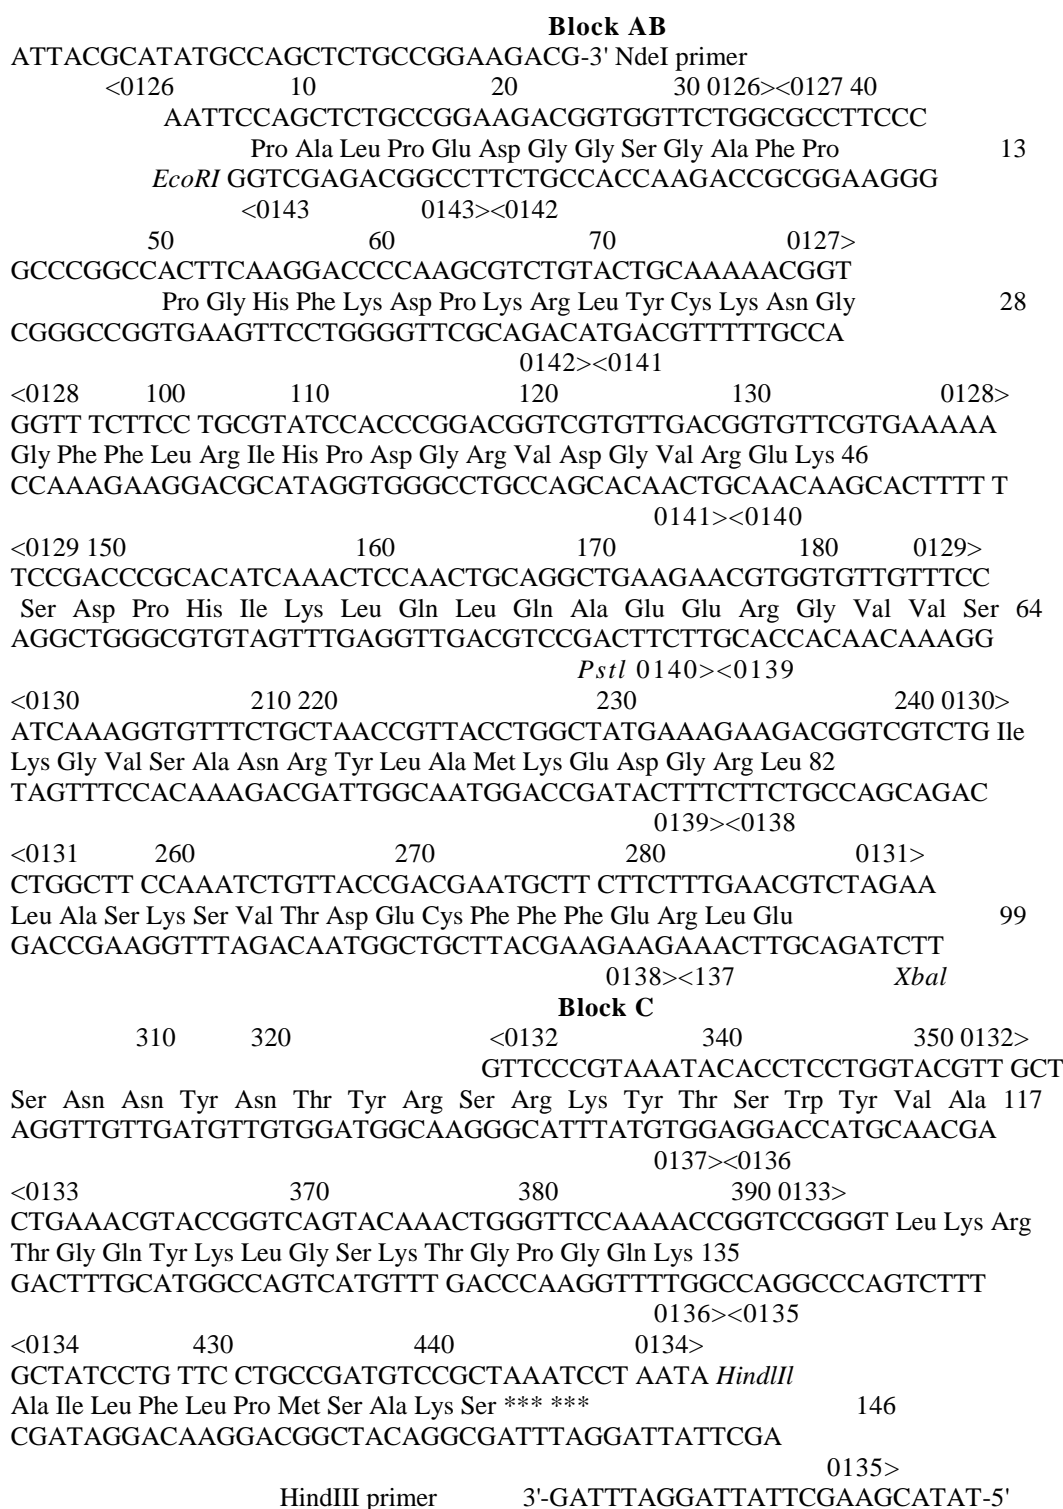 Block AB
ATTACGCATATGCCAGCTCTGCCGGAAGACG-3' NdeI primer
<0126 10 20 30 0126><0127 40
AATTCCAGCTCTGCCGGAAGACGGTGGTTCTGGCGCCTTCCC
Pro Ala Leu Pro Glu Asp Gly Gly Ser Gly Ala Phe Pro 13
EcoRI GGTCGAGACGGCCTTCTGCCACCAAGACCGCGGAAGGG
<0143 0143><0142
50 60 70 0127>
GCCCGGCCACTTCAAGGACCCCAAGCGTCTGTACTGCAAAAACGGT
Pro Gly His Phe Lys Asp Pro Lys Arg Leu Tyr Cys Lys Asn Gly 28
CGGGCCGGTGAAGTTCCTGGGGTTCGCAGACATGACGTTTTTGCCA
0142><0141
<0128 100 110 120 130 0128>
GGTT TCTTCC TGCGTATCCACCCGGACGGTCGTGTTGACGGTGTTCGTGAAAAA
Gly Phe Phe Leu Arg Ile His Pro Asp Gly Arg Val Asp Gly Val Arg Glu Lys 46
CCAAAGAAGGACGCATAGGTGGGCCTGCCAGCACAACTGCAACAAGCACTTTT T
0141><0140
<0129 150 160 170 180 0129>
TCCGACCCGCACATCAAACTCCAACTGCAGGCTGAAGAACGTGGTGTTGTTTCC
Ser Asp Pro His Ile Lys Leu Gln Leu Gln Ala Glu Glu Arg Gly Val Val Ser 64
AGGCTGGGCGTGTAGTTTGAGGTTGACGTCCGACTTCTTGCACCACAACAAAGG
Pstl 0140><0139
<0130 210 220 230 240 0130>
ATCAAAGGTGTTTCTGCTAACCGTTACCTGGCTATGAAAGAAGACGGTCGTCTG Ile
Lys Gly Val Ser Ala Asn Arg Tyr Leu Ala Met Lys Glu Asp Gly Arg Leu 82
TAGTTTCCACAAAGACGATTGGCAATGGACCGATACTTTCTTCTGCCAGCAGAC
0139><0138
<0131 260 270 280 0131>
CTGGCTT CCAAATCTGTTACCGACGAATGCTT CTTCTTTGAACGTCTAGAA
Leu Ala Ser Lys Ser Val Thr Asp Glu Cys Phe Phe Phe Glu Arg Leu Glu 99
GACCGAAGGTTTAGACAATGGCTGCTTACGAAGAAGAAACTTGCAGATCTT
0138><137 Xbal
Block C
310 320 <0132 340 350 0132>
GTTCCCGTAAATACACCTCCTGGTACGTT GCT
Ser Asn Asn Tyr Asn Thr Tyr Arg Ser Arg Lys Tyr Thr Ser Trp Tyr Val Ala 117
AGGTTGTTGATGTTGTGGATGGCAAGGGCATTTATGTGGAGGACCATGCAACGA
0137><0136
<0133 370 380 390 0133>
CTGAAACGTACCGGTCAGTACAAACTGGGTTCCAAAACCGGTCCGGGT Leu Lys Arg
Thr Gly Gln Tyr Lys Leu Gly Ser Lys Thr Gly Pro Gly Gln Lys 135
GACTTTGCATGGCCAGTCATGTTT GACCCAAGGTTTTGGCCAGGCCCAGTCTTT
0136><0135
<0134 430 440 0134>
GCTATCCTG TTC CTGCCGATGTCCGCTAAATCCT AATA HindlIl
Ala Ile Leu Phe Leu Pro Met Ser Ala Lys Ser *** *** 146
CGATAGGACAAGGACGGCTACAGGCGATTTAGGATTATTCGA
0135>
HindIII primer 3'-GATTTAGGATTATTCGAAGCATAT-5'